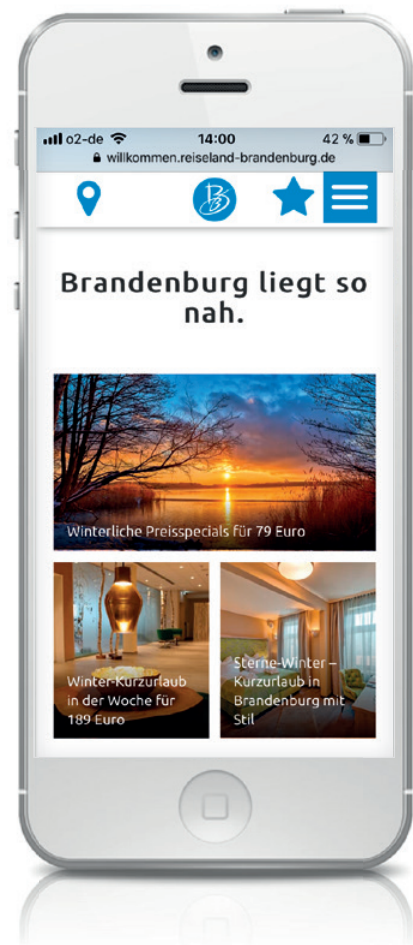 o2-de 14:00 42 %
willkommen.reiseland-brandenburg.de
Brandenburg liegt so
nah.
Winterliche Preisspecials für 79 Euro
Winter-Kurzurlaub
in der Woche für
189 Euro
Sterne-Winter –
Kurzurlaub in
Brandenburg mit
Stil